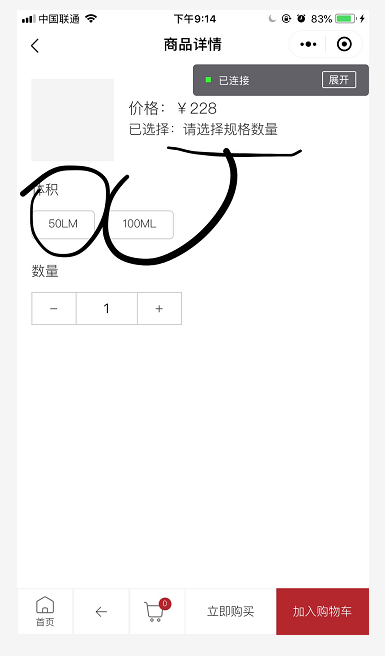 中国联通 下午9:14 83%
商品详情
已连接 展开
价格：￥228
已选择：请选择规格数量
体积
50LM 100ML
数量
− 1 +
首页 立即购买 加入购物车
0